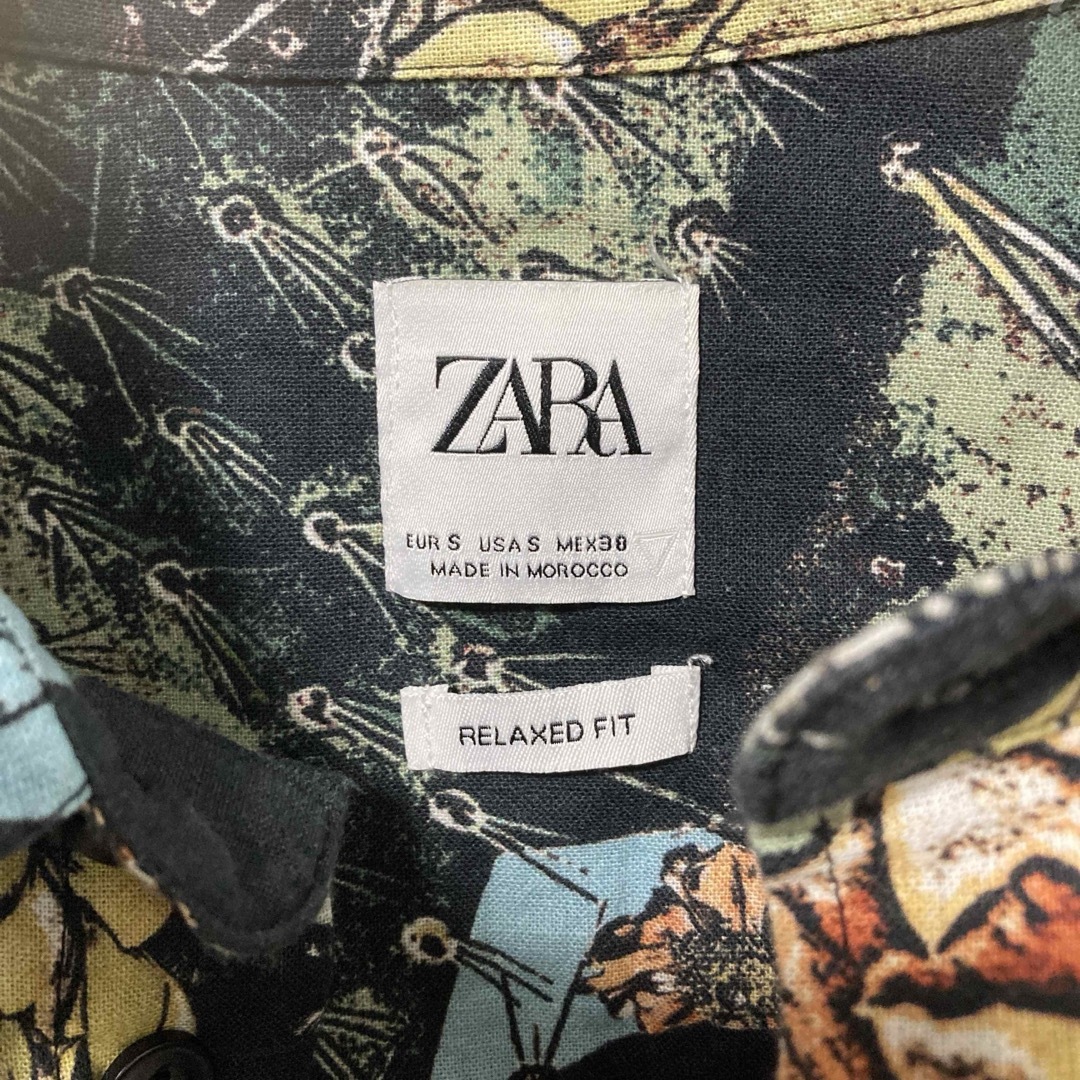 ZARA
EUR S USA S MEX 38
MADE IN MOROCCO
RELAXED FIT